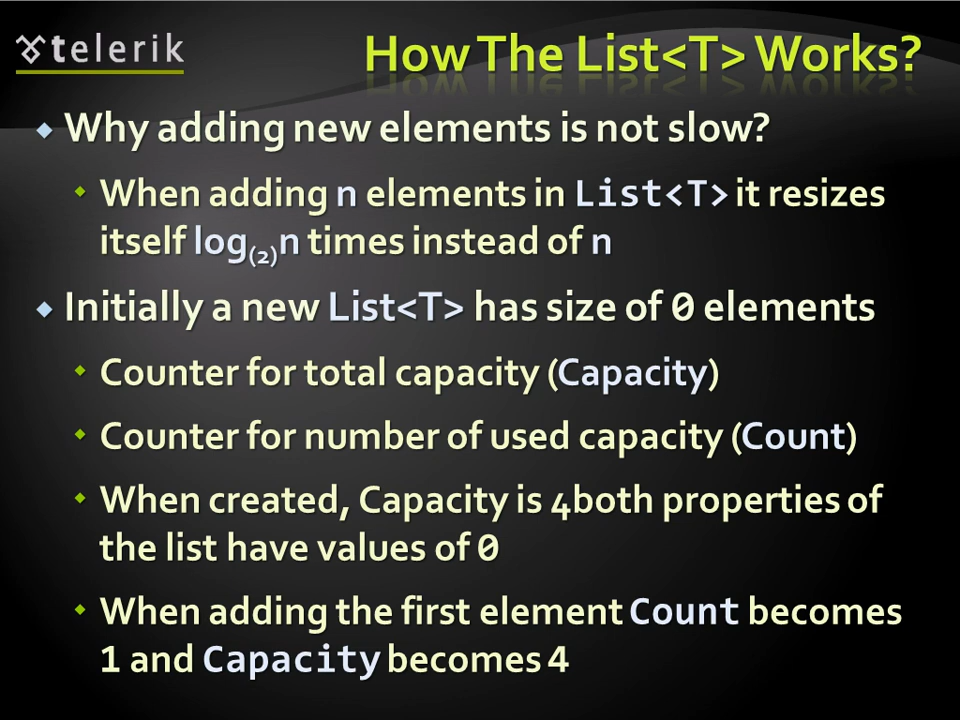 telerik
How The List<T> Works?
Why adding new elements is not slow?
When adding n elements in List<T> it resizes
itself log(2)n times instead of n
Initially a new List<T> has size of 0 elements
Counter for total capacity (Capacity)
Counter for number of used capacity (Count)
When created, Capacity is 4both properties of
the list have values of 0
When adding the first element Count becomes
1 and Capacity becomes 4